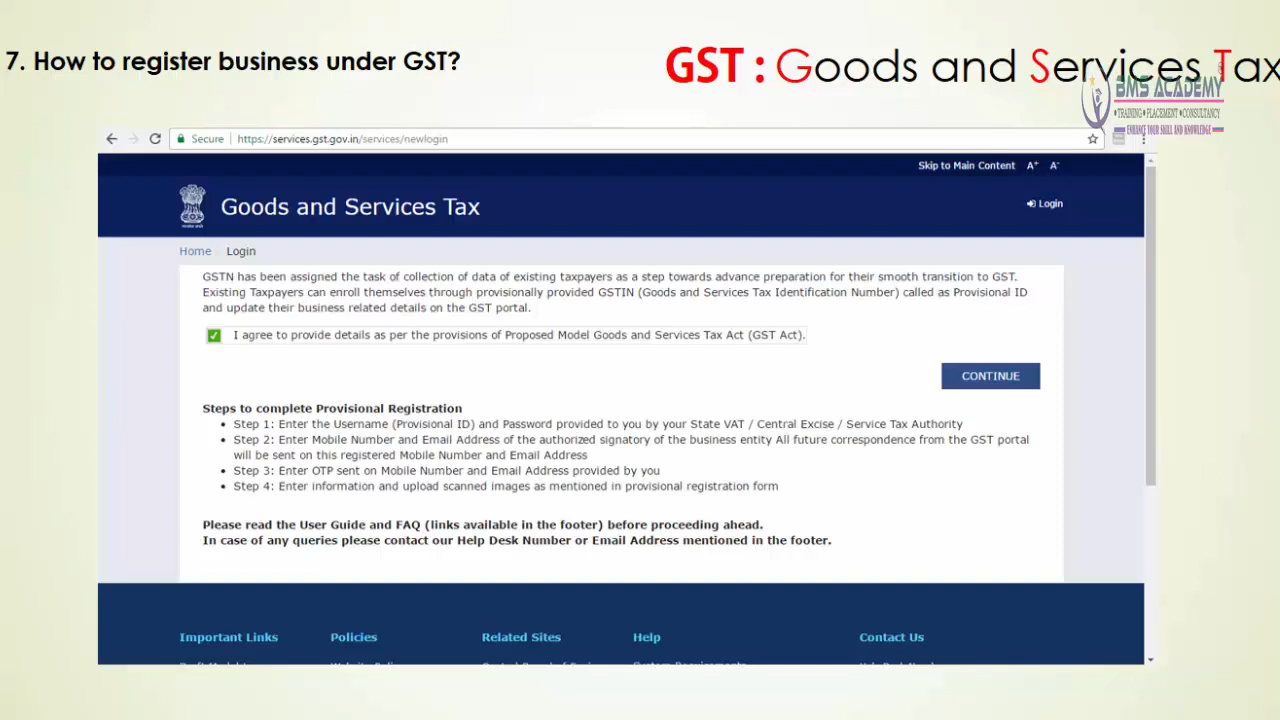 7. How to register business under GST?
GST : Goods and Services Tax
BMS ACADEMY
•TRAINING•PLACEMENT•CONSULTANCY
ENHANCE YOUR SKILL AND KNOWLEDGE
Secure | https://services.gst.gov.in/services/newlogin
Skip to Main Content A+ A-
Goods and Services Tax
Login
Home Login
GSTN has been assigned the task of collection of data of existing taxpayers as a step towards advance preparation for their smooth transition to GST.
Existing Taxpayers can enroll themselves through provisionally provided GSTIN (Goods and Services Tax Identification Number) called as Provisional ID
and update their business related details on the GST portal.
I agree to provide details as per the provisions of Proposed Model Goods and Services Tax Act (GST Act).
CONTINUE
Steps to complete Provisional Registration
• Step 1: Enter the Username (Provisional ID) and Password provided to you by your State VAT / Central Excise / Service Tax Authority
• Step 2: Enter Mobile Number and Email Address of the authorized signatory of the business entity All future correspondence from the GST portal
will be sent on this registered Mobile Number and Email Address
• Step 3: Enter OTP sent on Mobile Number and Email Address provided by you
• Step 4: Enter information and upload scanned images as mentioned in provisional registration form
Please read the User Guide and FAQ (links available in the footer) before proceeding ahead.
In case of any queries please contact our Help Desk Number or Email Address mentioned in the footer.
Important Links Policies Related Sites Help Contact Us